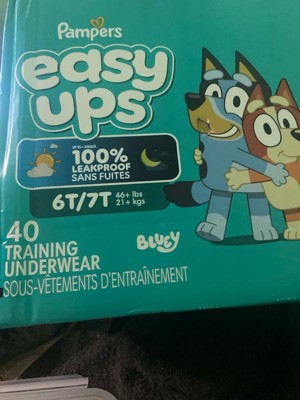 Pampers
easy
ups
100%
LEAKPROOF
SANS FUITES
6T/7T 46+ lbs
21+ kgs
40
TRAINING
UNDERWEAR
SOUS-VÊTEMENTS D'ENTRAÎNEMENT
BLUEY